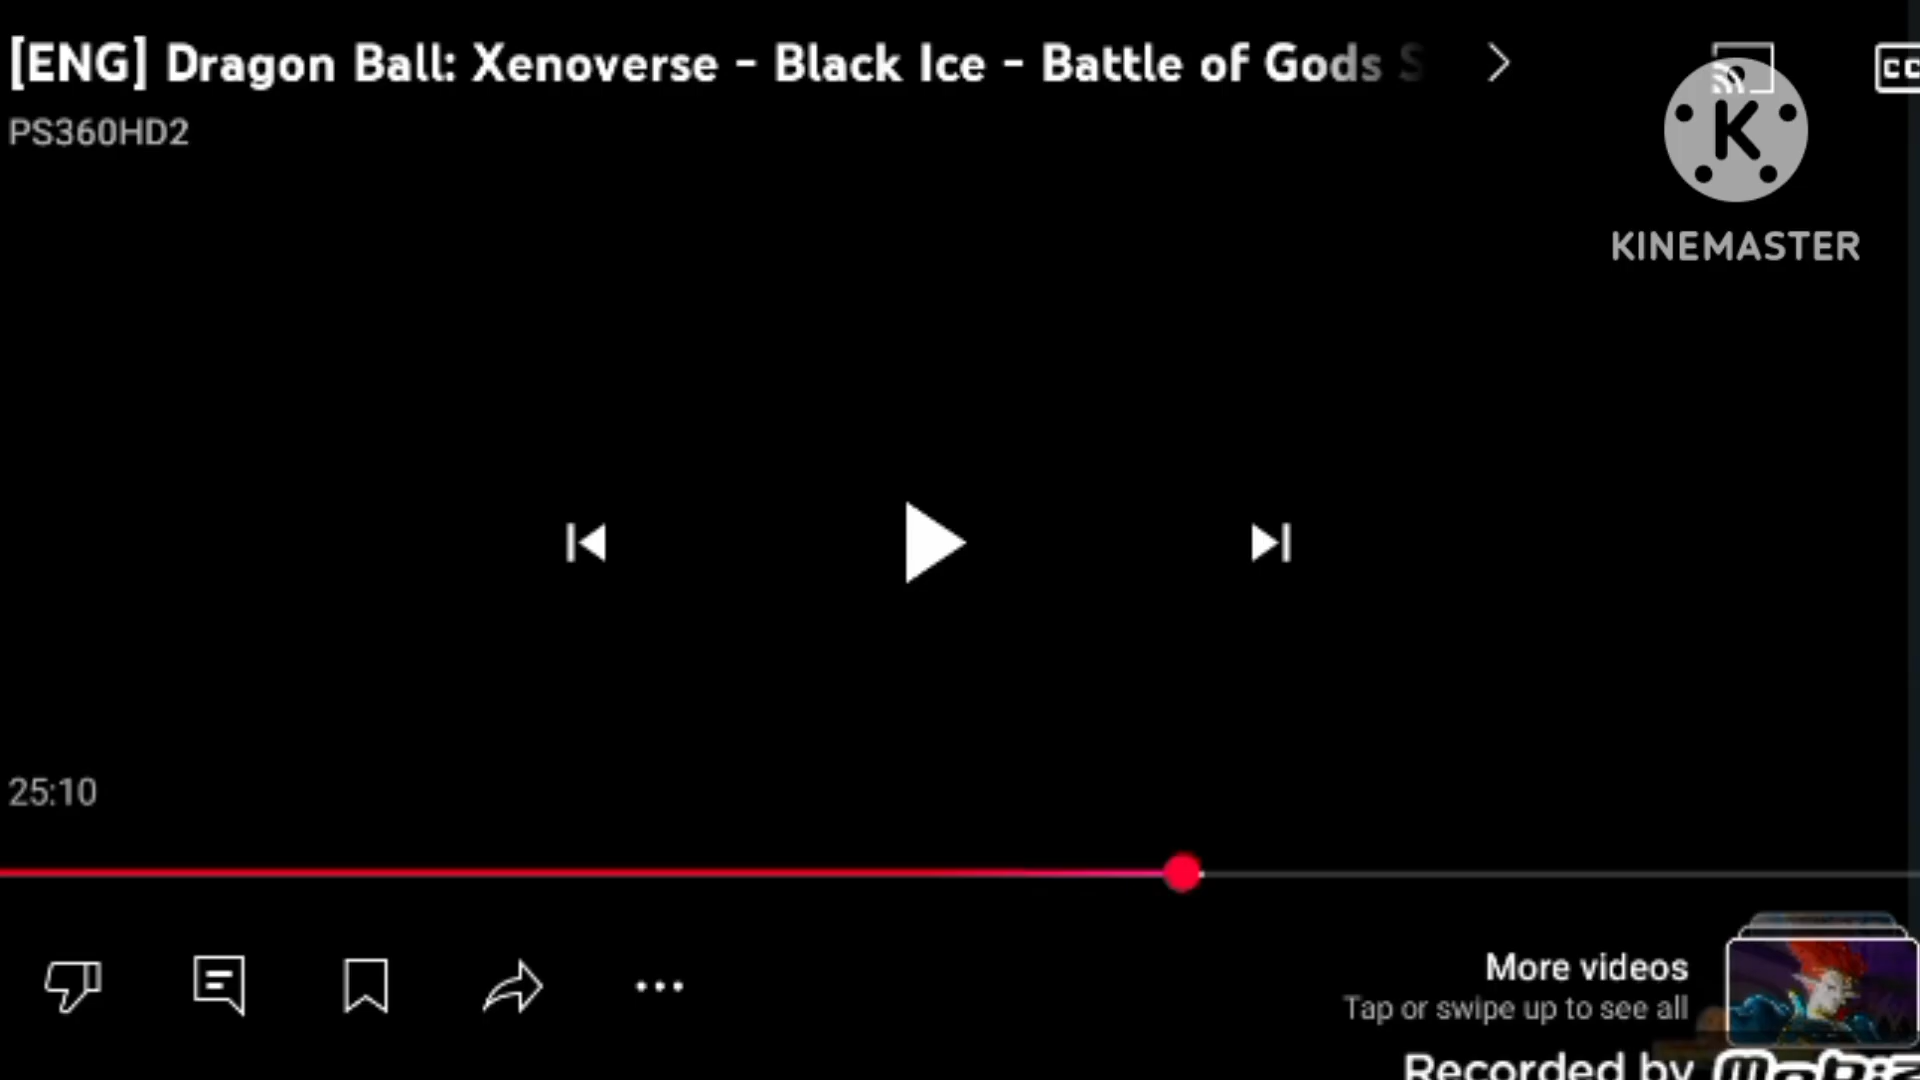 [ENG] Dragon Ball: Xenoverse - Black Ice - Battle of Gods S
CC
PS360HD2
K
KINEMASTER
25:10
More videos
Tap or swipe up to see all
Recorded by